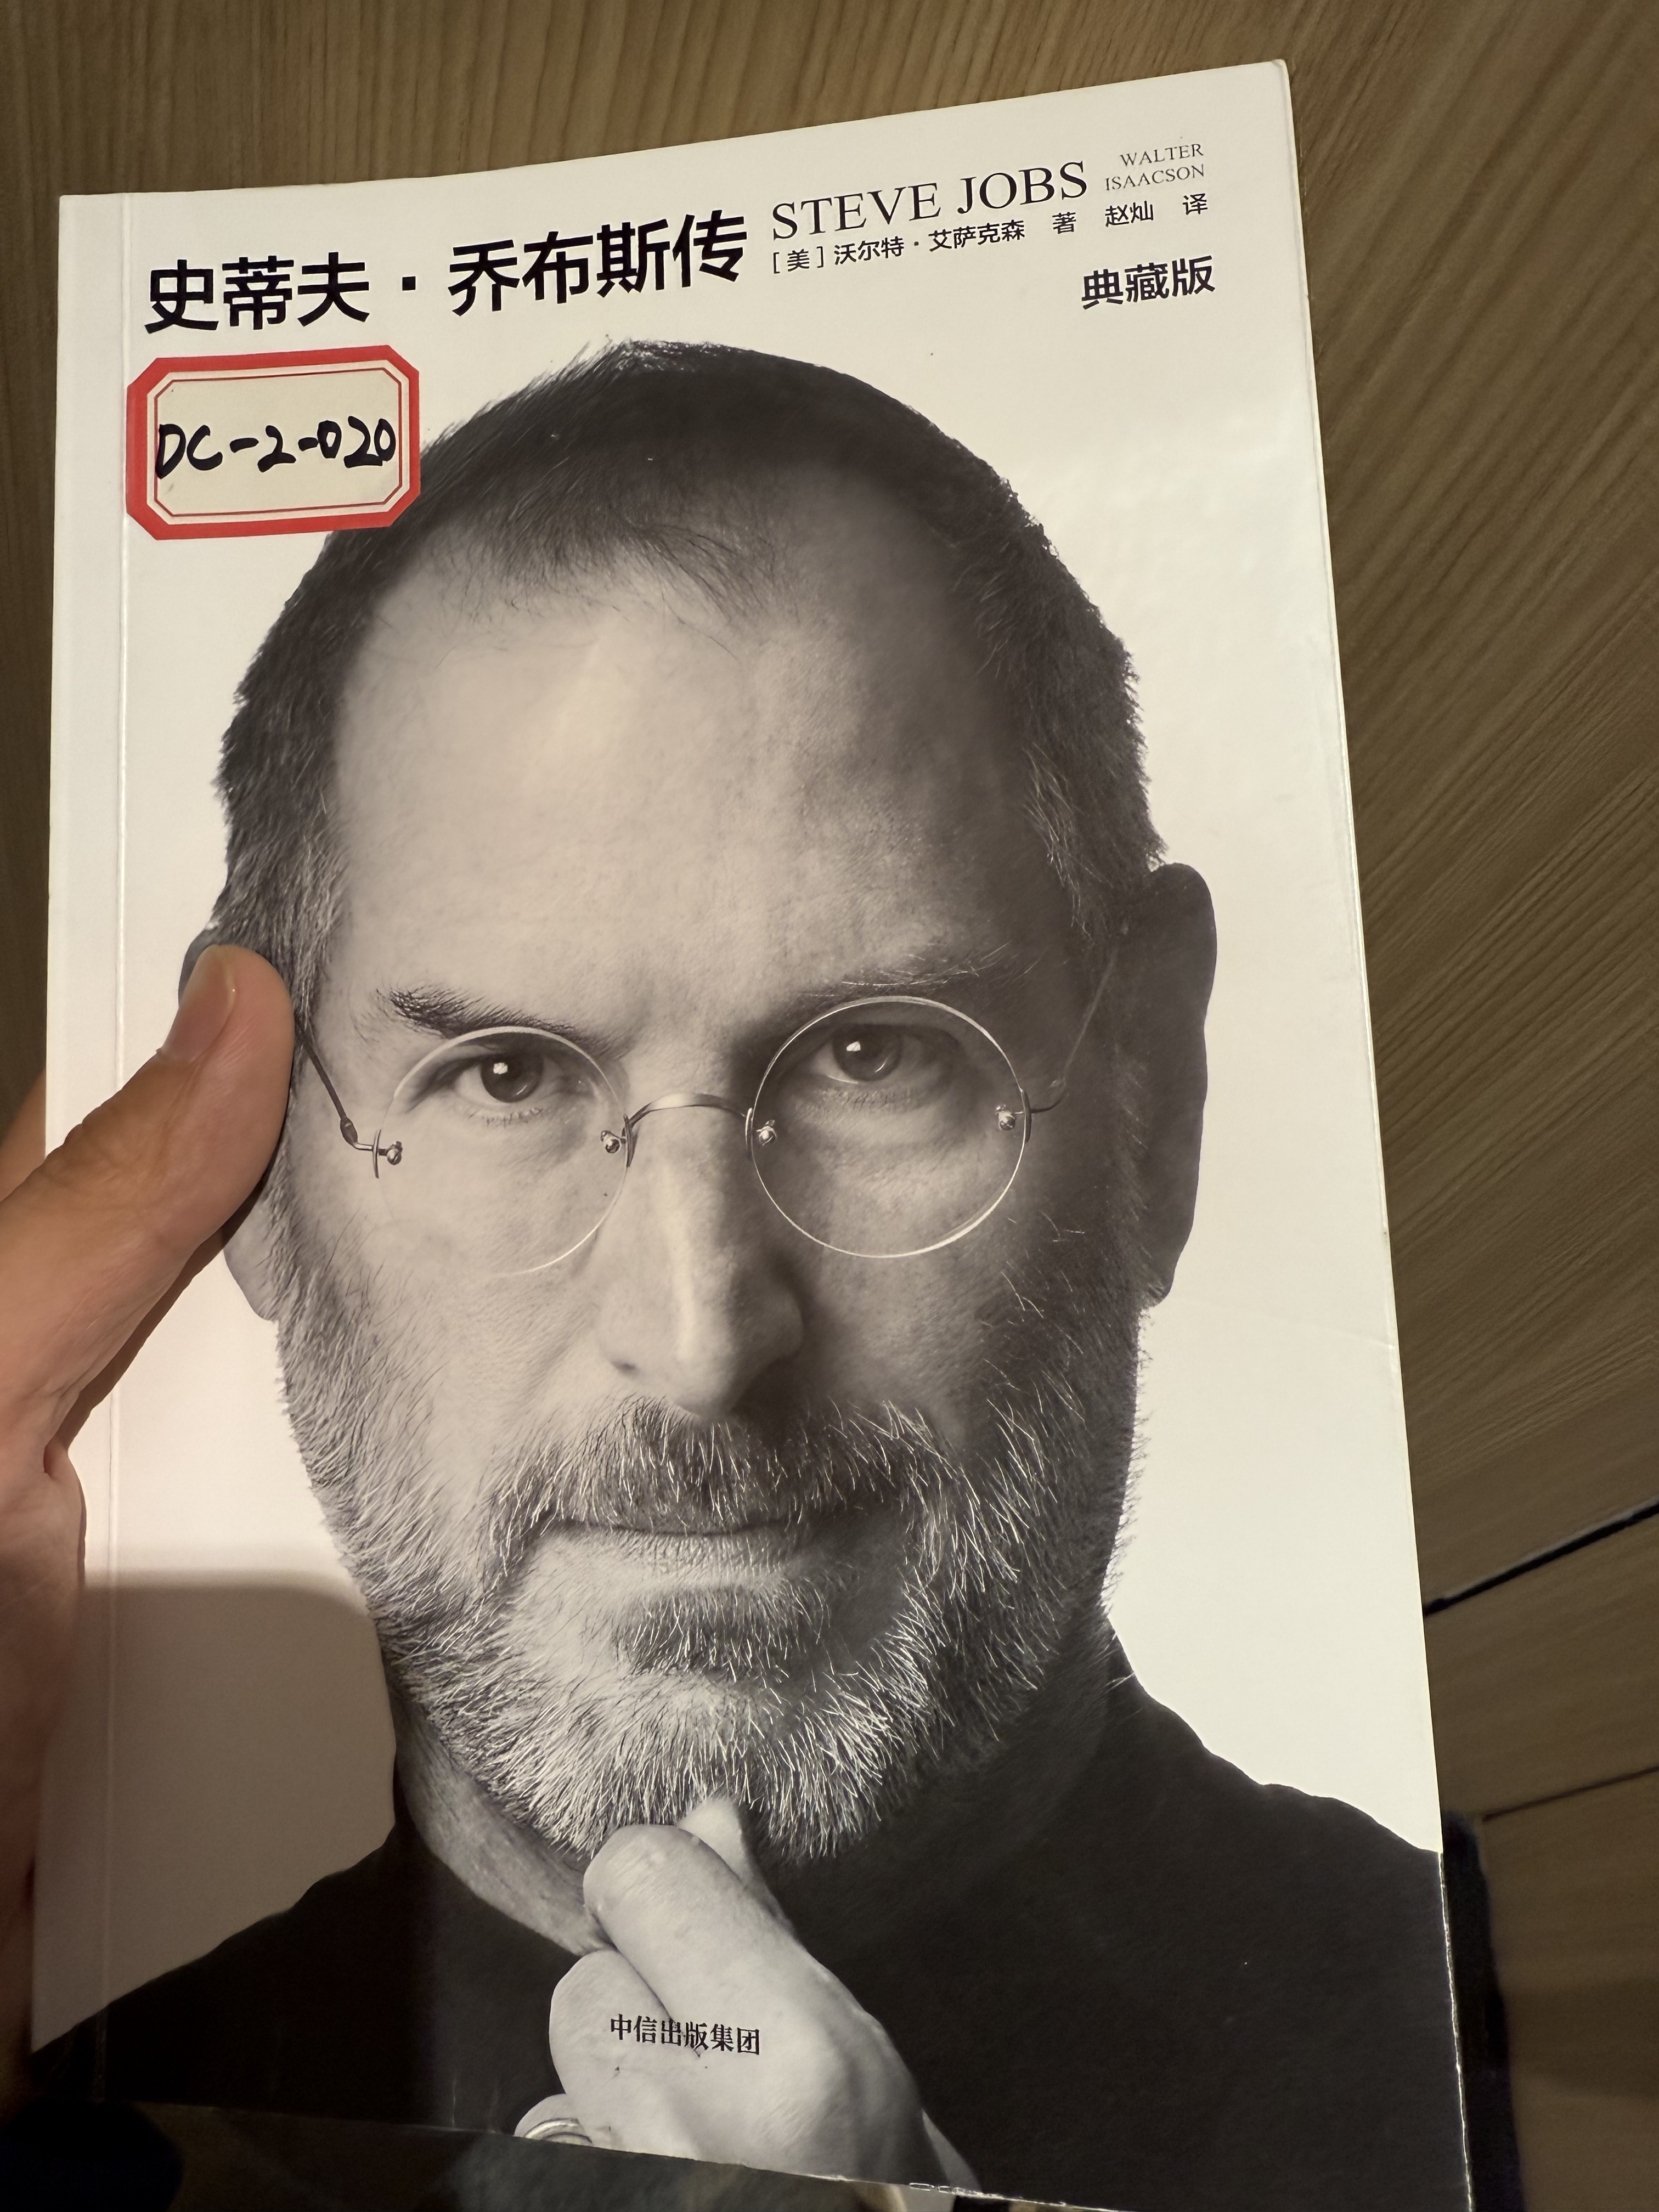 史蒂夫·乔布斯传
STEVE JOBS
WALTER
ISAACSON
[美]沃尔特·艾萨克森 著 赵灿 译
典藏版
DC-2-020
中信出版集团